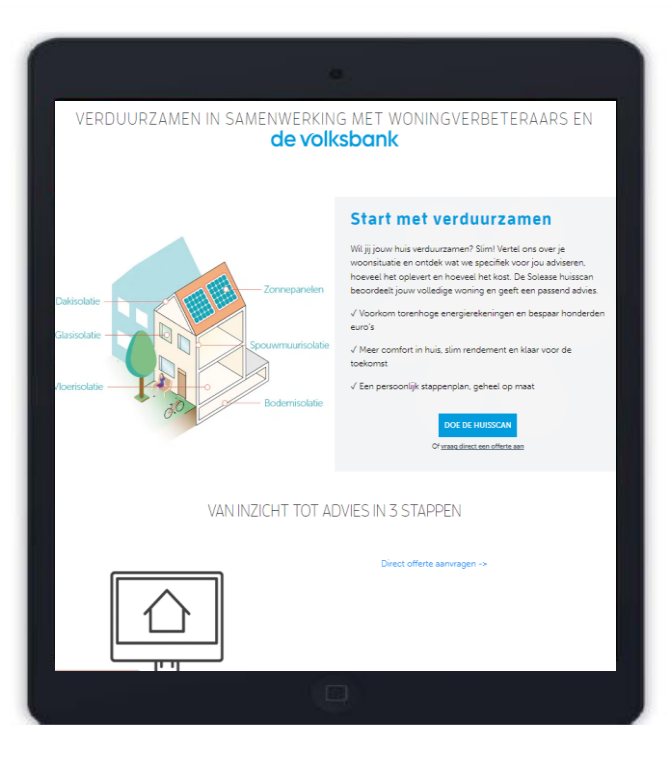 VERDUURZAMEN IN SAMENWERKING MET WONINGVERBETERAARS EN
de volksbank
Start met verduurzamen
Wil jij jouw huis verduurzamen? Slim! Vertel ons over je
woonsituatie en ontdek wat we specifiek voor jou adviseren,
hoeveel het oplevert en hoeveel het kost. De Solease huisscan
beoordeelt jouw volledige woning en geeft een passend advies.
✓ Voorkom torenhoge energierekeningen en bespaar honderden
euro's
✓ Meer comfort in huis, slim rendement en klaar voor de
toekomst
✓ Een persoonlijk stappenplan, geheel op maat
DOE DE HUISSCAN
Of vraag direct een offerte aan
Zonnepanelen
Dakisolatie
Glasisolatie
Spouwmuurisolatie
Vloerisolatie
Bodemisolatie
VAN INZICHT TOT ADVIES IN 3 STAPPEN
Direct offerte aanvragen ->